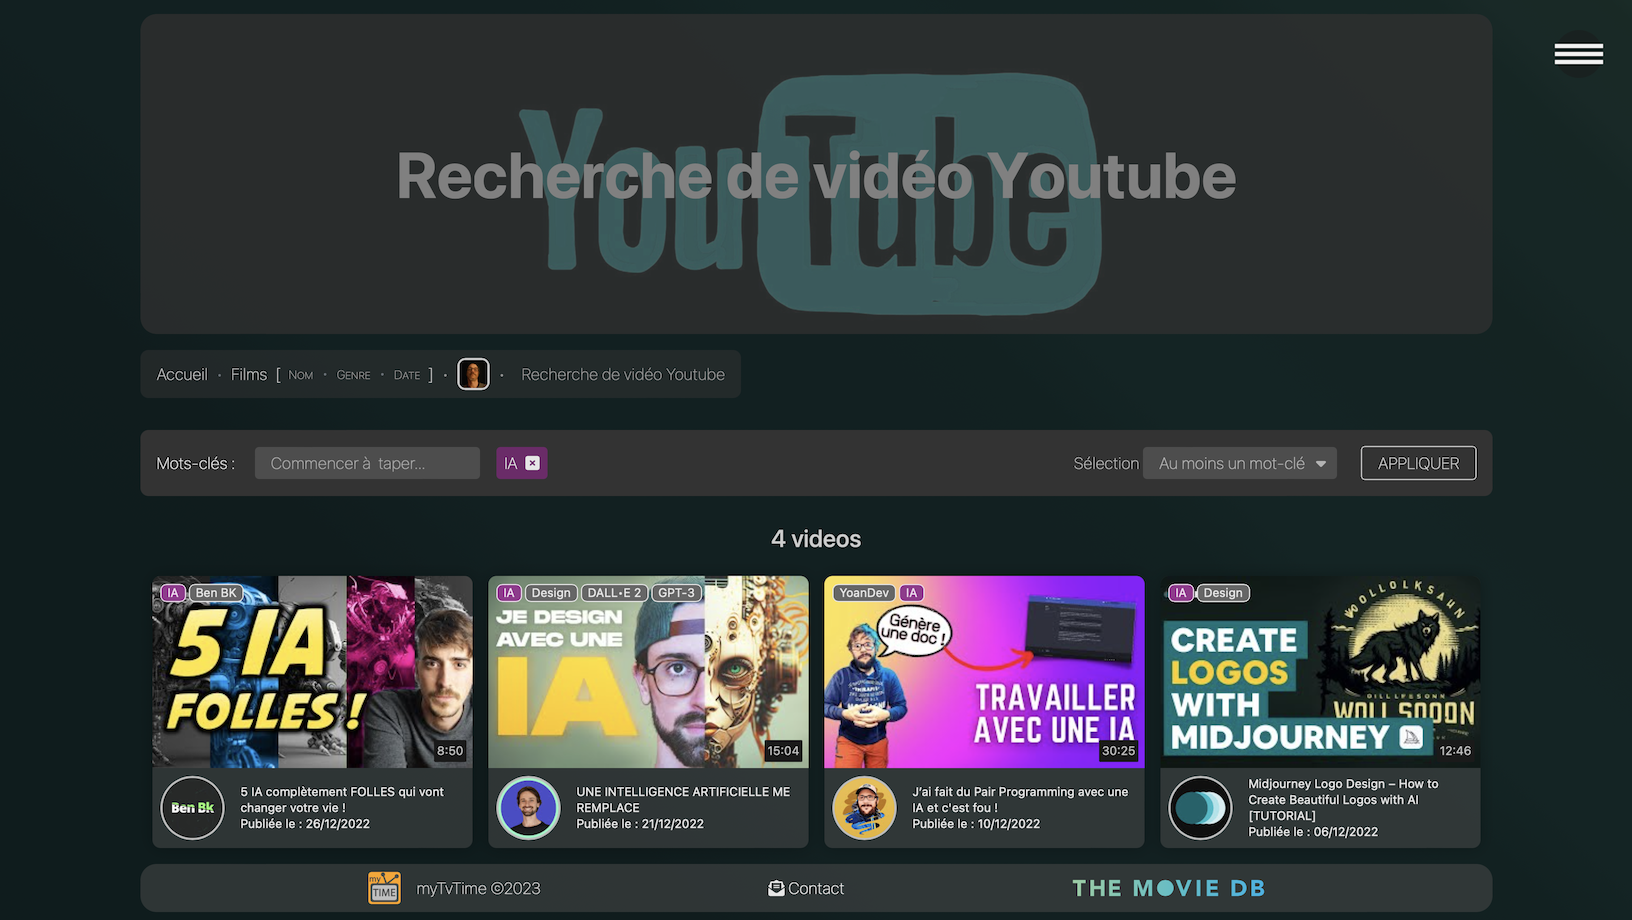 YouTube
Recherche de vidéo Youtube
Accueil · Films [ Nom · Genre · Date ] · · Recherche de vidéo Youtube
Mots-clés : Commencer à taper... IA Sélection Au moins un mot-clé APPLIQUER
4 videos
IA Ben BK
5 IA
FOLLES !
8:50
Ben Bk
5 IA complètement FOLLES qui vont
changer votre vie !
Publiée le : 26/12/2022
IA Design DALL•E 2 GPT-3
JE DESIGN
AVEC UNE
IA
15:04
UNE INTELLIGENCE ARTIFICIELLE ME
REMPLACE
Publiée le : 21/12/2022
YoanDev IA
Génère
une doc !
TRAVAILLER
AVEC UNE IA
30:25
J'ai fait du Pair Programming avec une
IA et c'est fou !
Publiée le : 10/12/2022
IA Design
CREATE
LOGOS
WITH
MIDJOURNEY
12:46
Midjourney Logo Design – How to
Create Beautiful Logos with AI
[TUTORIAL]
Publiée le : 06/12/2022
my
TIME
myTvTime ©2023
Contact
THE MOVIE DB